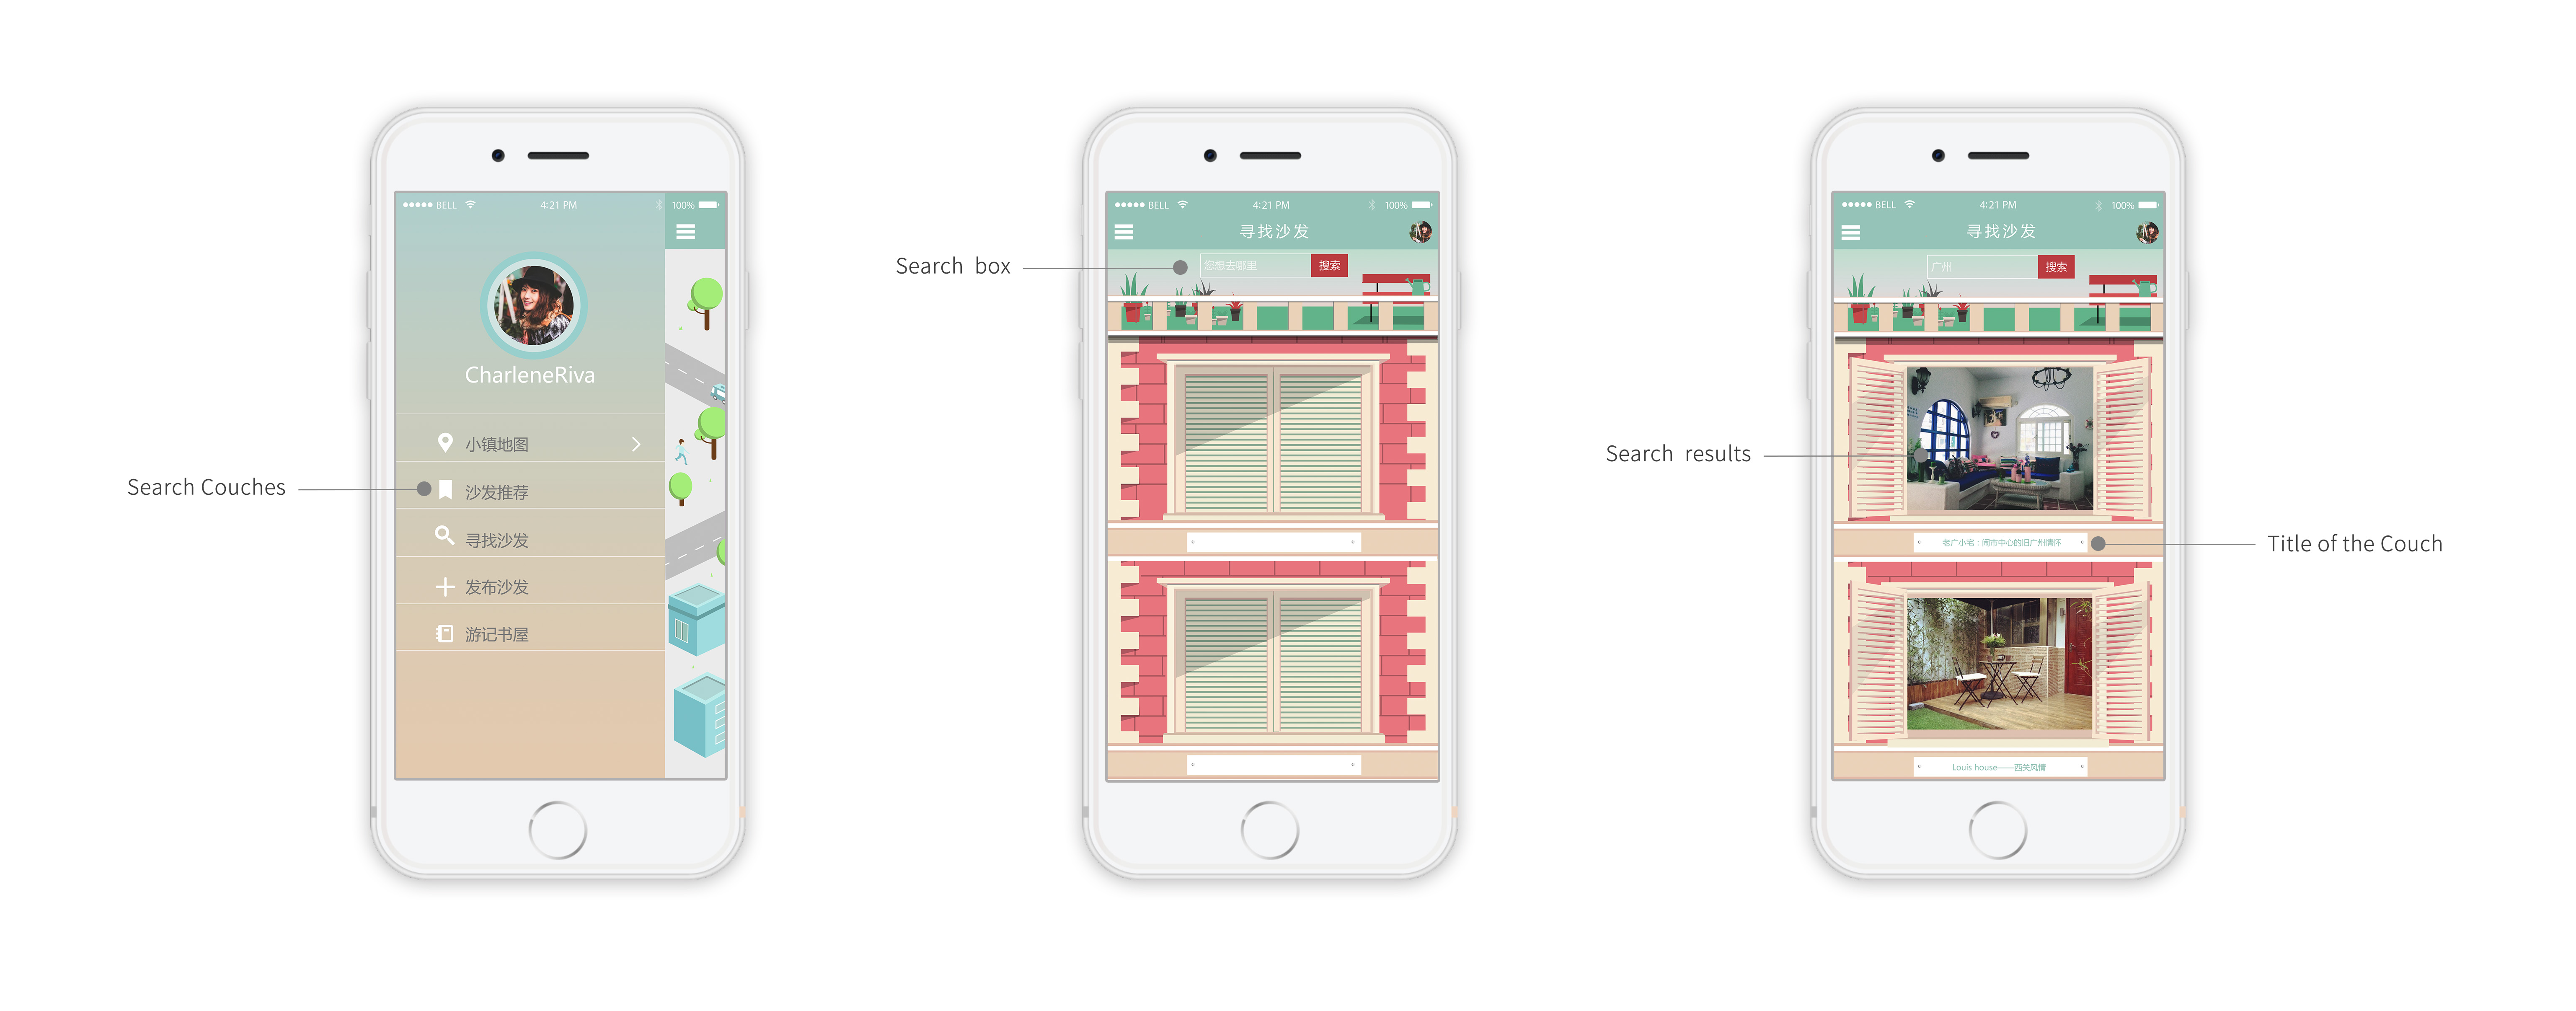 BELL 4:21 PM 100%
CharleneRiva
小镇地图
Search Couches
沙发推荐
寻找沙发
发布沙发
游记书屋
BELL 4:21 PM 100%
寻找沙发
Search box
您想去哪里 搜索
BELL 4:21 PM 100%
寻找沙发
广州 搜索
Search results
老广小宅：闹市中心的旧广州情怀
Title of the Couch
Louis house——西关风情